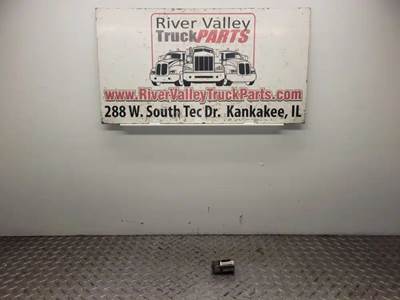 River Valley
TruckPARTS
www.RiverValleyTruckParts.com
288 W. South Tec Dr. Kankakee, IL